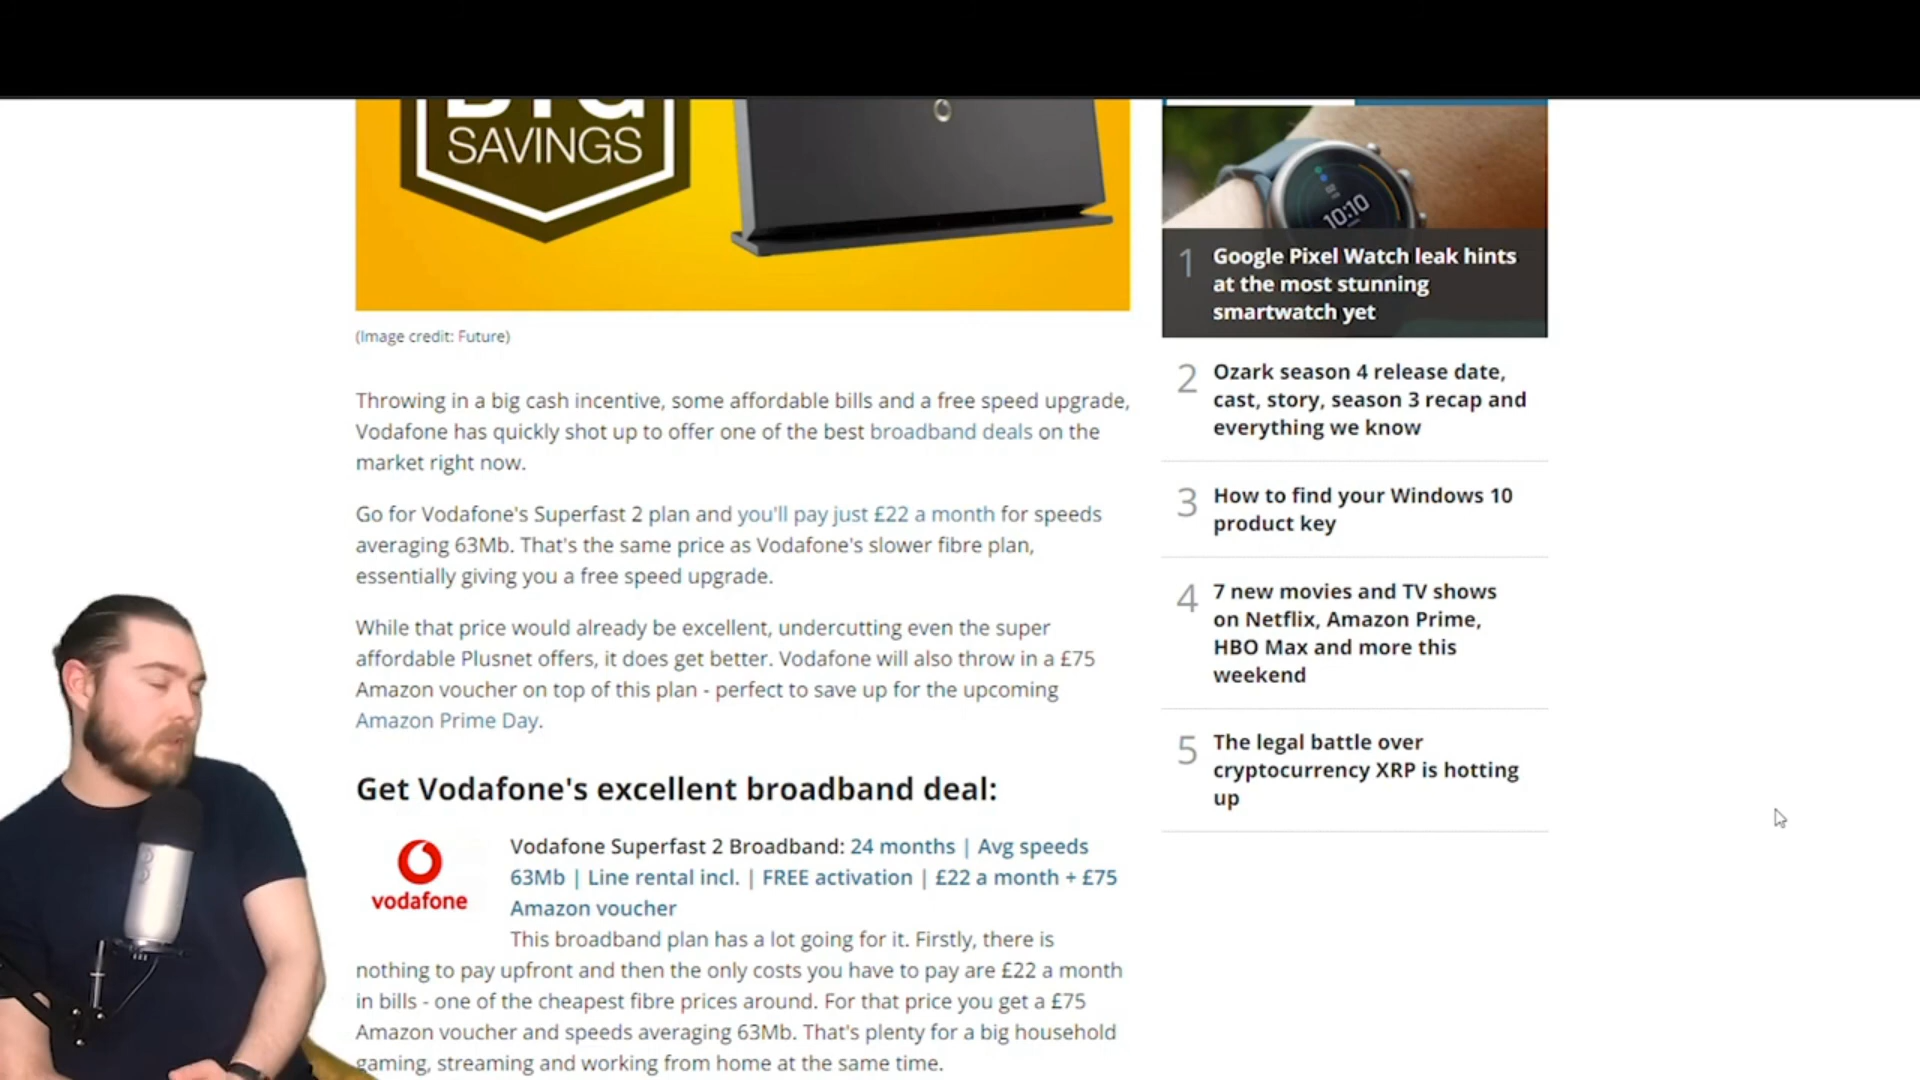 SAVINGS
(Image credit: Future)
Throwing in a big cash incentive, some affordable bills and a free speed upgrade,
Vodafone has quickly shot up to offer one of the best broadband deals on the
market right now.
Go for Vodafone's Superfast 2 plan and you'll pay just £22 a month for speeds
averaging 63Mb. That's the same price as Vodafone's slower fibre plan,
essentially giving you a free speed upgrade.
While that price would already be excellent, undercutting even the super
affordable Plusnet offers, it does get better. Vodafone will also throw in a £75
Amazon voucher on top of this plan - perfect to save up for the upcoming
Amazon Prime Day.
Get Vodafone's excellent broadband deal:
vodafone
Vodafone Superfast 2 Broadband: 24 months | Avg speeds
63Mb | Line rental incl. | FREE activation | £22 a month + £75
Amazon voucher
This broadband plan has a lot going for it. Firstly, there is
nothing to pay upfront and then the only costs you have to pay are £22 a month
in bills - one of the cheapest fibre prices around. For that price you get a £75
Amazon voucher and speeds averaging 63Mb. That's plenty for a big household
gaming, streaming and working from home at the same time.
10:10
1 Google Pixel Watch leak hints
at the most stunning
smartwatch yet
2 Ozark season 4 release date,
cast, story, season 3 recap and
everything we know
3 How to find your Windows 10
product key
4 7 new movies and TV shows
on Netflix, Amazon Prime,
HBO Max and more this
weekend
5 The legal battle over
cryptocurrency XRP is hotting
up